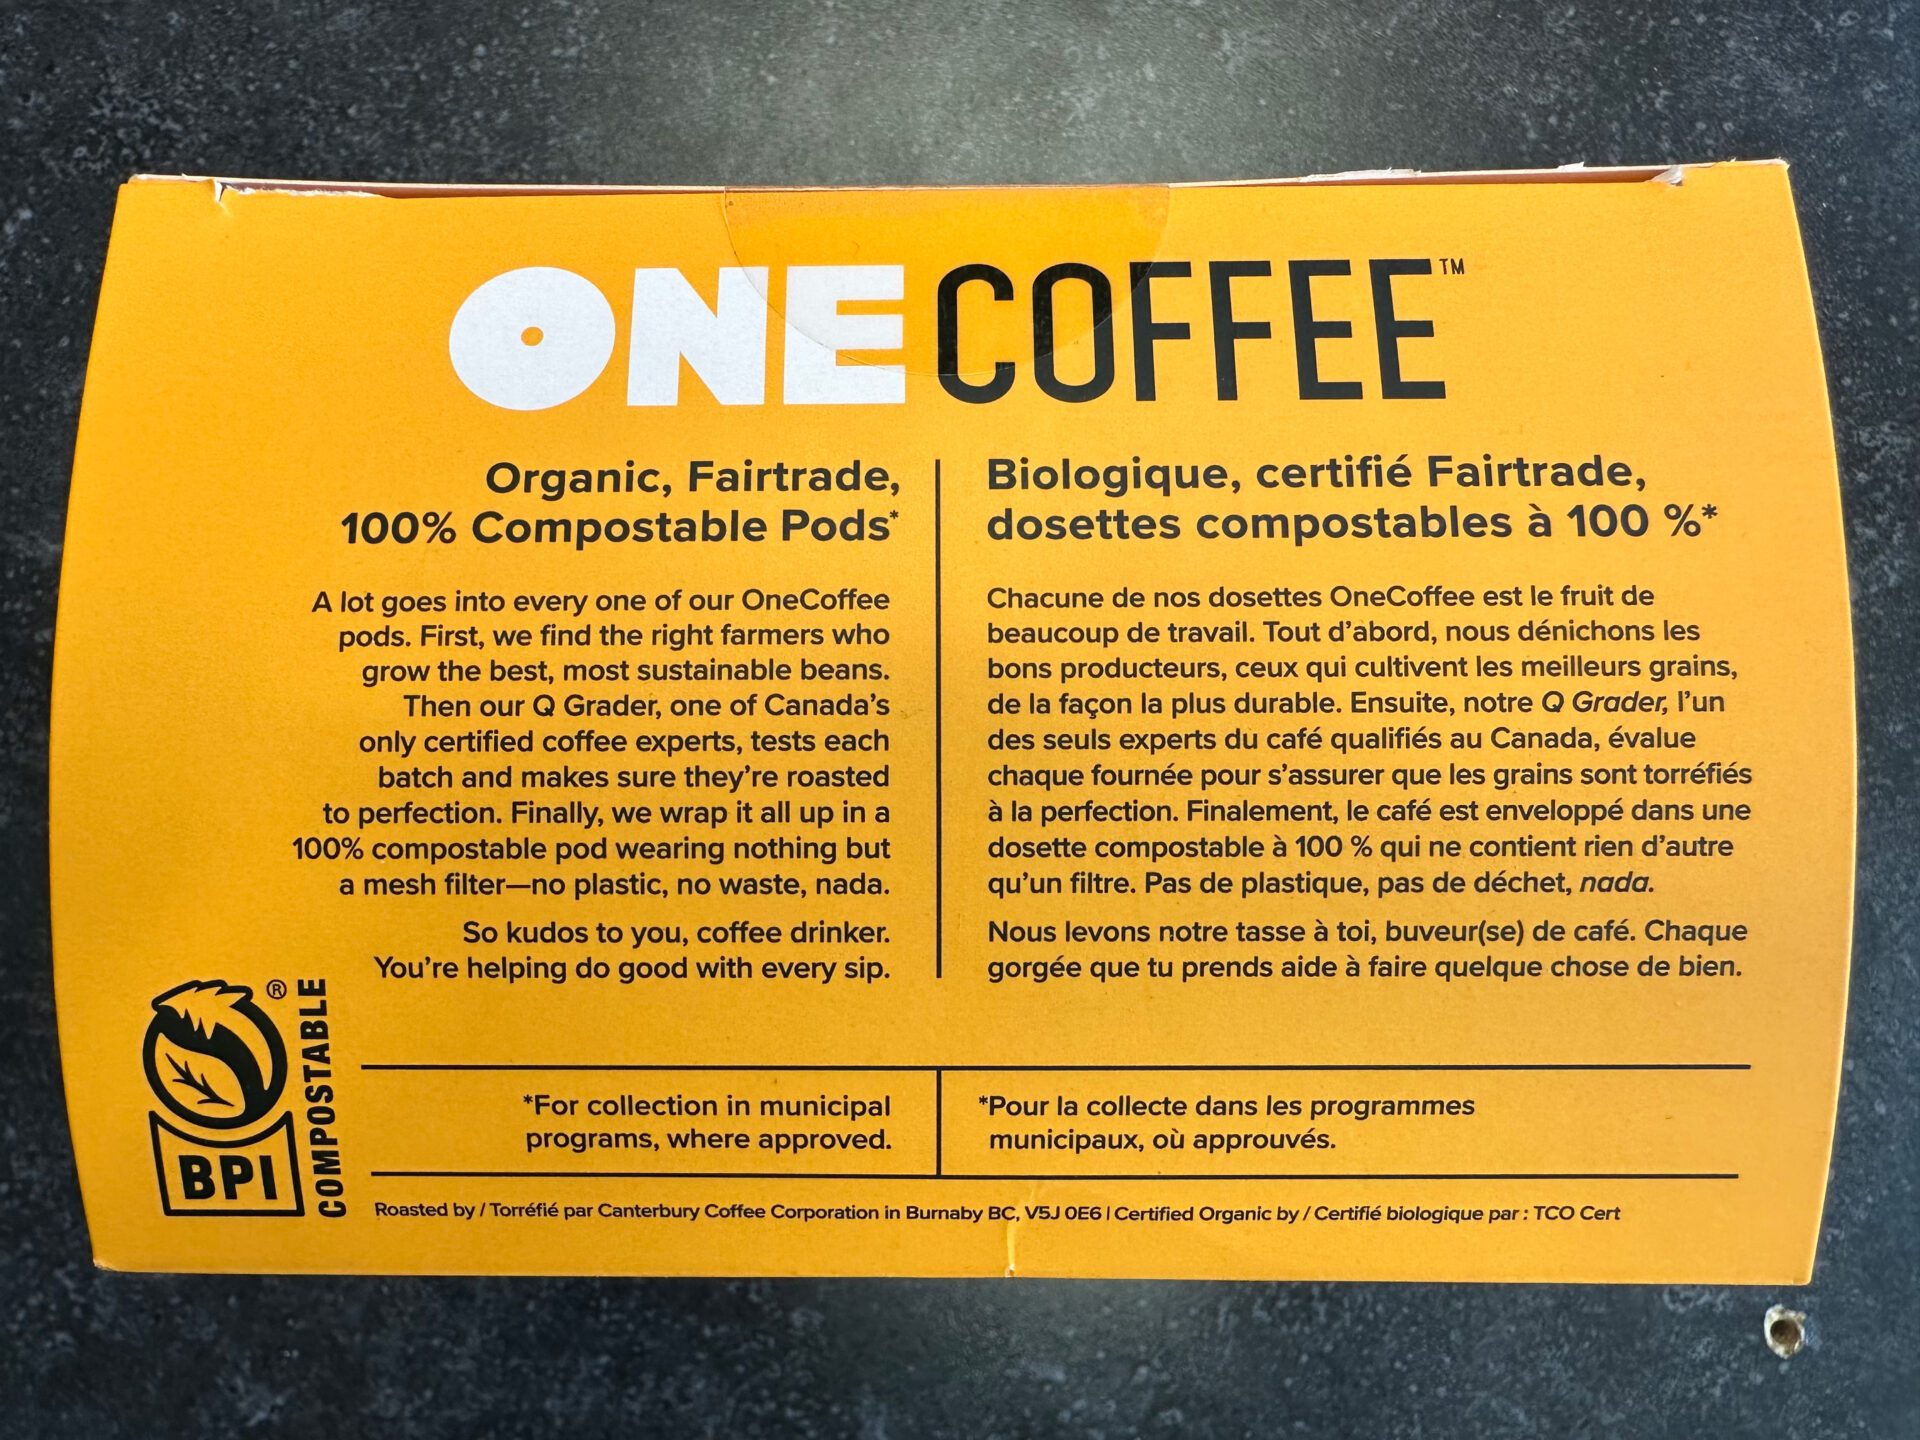 ONE COFFEE™
Organic, Fairtrade,
100% Compostable Pods*
A lot goes into every one of our OneCoffee
pods. First, we find the right farmers who
grow the best, most sustainable beans.
Then our Q Grader, one of Canada's
only certified coffee experts, tests each
batch and makes sure they're roasted
to perfection. Finally, we wrap it all up in a
100% compostable pod wearing nothing but
a mesh filter—no plastic, no waste, nada.
So kudos to you, coffee drinker.
You're helping do good with every sip.
Biologique, certifié Fairtrade,
dosettes compostables à 100 %*
Chacune de nos dosettes OneCoffee est le fruit de
beaucoup de travail. Tout d'abord, nous dénichons les
bons producteurs, ceux qui cultivent les meilleurs grains,
de la façon la plus durable. Ensuite, notre Q Grader, l'un
des seuls experts du café qualifiés au Canada, évalue
chaque fournée pour s'assurer que les grains sont torréfiés
à la perfection. Finalement, le café est enveloppé dans une
dosette compostable à 100 % qui ne contient rien d'autre
qu'un filtre. Pas de plastique, pas de déchet, nada.
Nous levons notre tasse à toi, buveur(se) de café. Chaque
gorgée que tu prends aide à faire quelque chose de bien.
®
BPI
COMPOSTABLE
*For collection in municipal
programs, where approved.
*Pour la collecte dans les programmes
municipaux, où approuvés.
Roasted by / Torréfié par Canterbury Coffee Corporation in Burnaby BC, V5J 0E6 | Certified Organic by / Certifié biologique par : TCO Cert